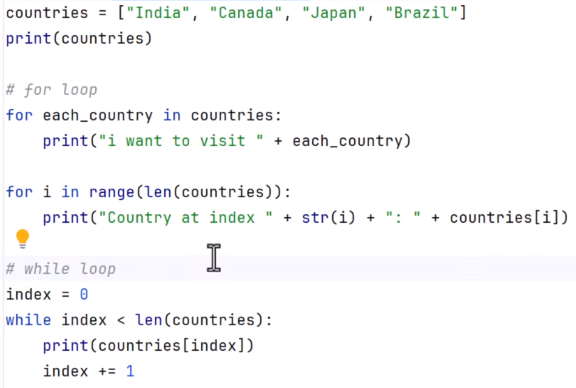 countries = ["India", "Canada", "Japan", "Brazil"]
print(countries)
# for loop
for each_country in countries:
    print("i want to visit " + each_country)
for i in range(len(countries)):
    print("Country at index " + str(i) + ": " + countries[i])
# while loop
index = 0
while index < len(countries):
    print(countries[index])
    index += 1